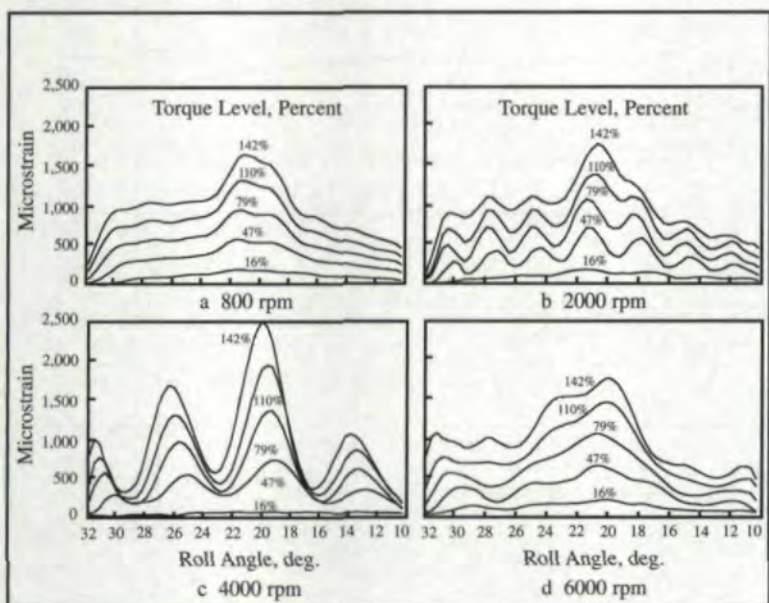 2,500
2,000
1,500
1,000
500
0
Microstrain
Torque Level, Percent
142%
110%
79%
47%
16%
a 800 rpm
Torque Level, Percent
142%
110%
79%
47%
16%
b 2000 rpm
2,500
2,000
1,500
1,000
500
0
Microstrain
142%
110%
79%
47%
16%
32 30 28 26 24 22 20 18 16 14 12 10
Roll Angle, deg.
c 4000 rpm
142%
110%
79%
47%
16%
32 30 28 26 24 22 20 18 16 14 12 10
Roll Angle, deg.
d 6000 rpm